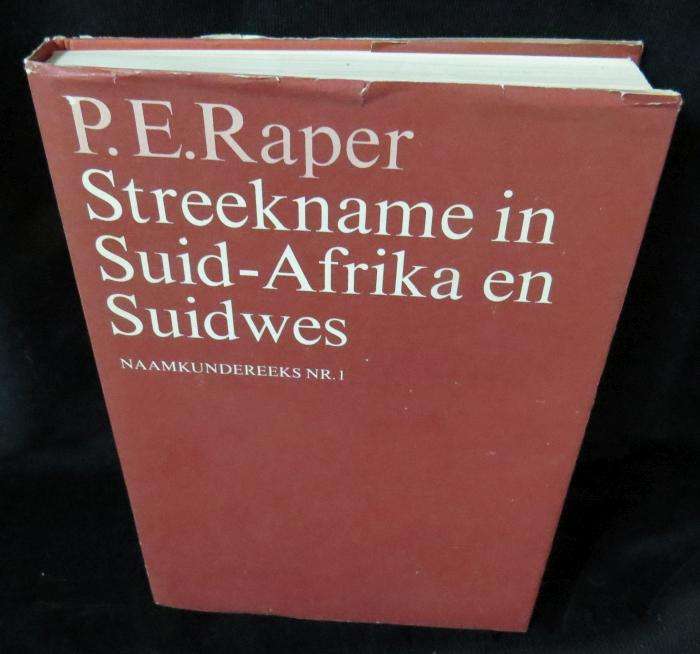 P. E. Raper
Streekname in
Suid-Afrika en
Suidwes
NAAMKUNDEREEKS NR. 1